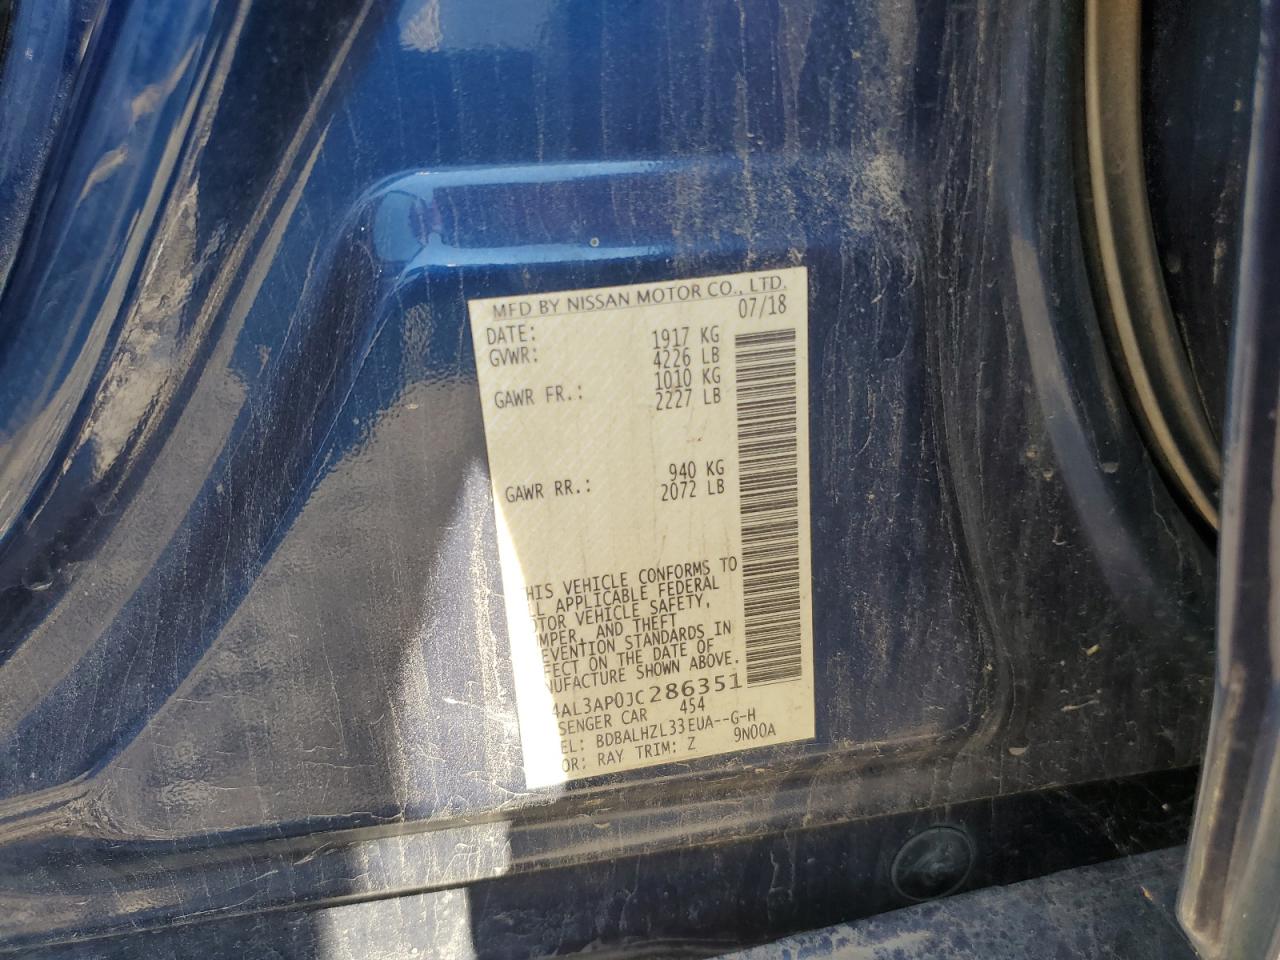 MFD BY NISSAN MOTOR CO., LTD.
DATE: 07/18
GVWR: 1917 KG
4226 LB
GAWR FR.: 1010 KG
2227 LB
GAWR RR.: 940 KG
2072 LB
HIS VEHICLE CONFORMS TO
LL APPLICABLE FEDERAL
OTOR VEHICLE SAFETY,
MPER, AND THEFT
EVENTION STANDARDS IN
FECT ON THE DATE OF
NUFACTURE SHOWN ABOVE.
4AL3AP0JC286351
SENGER CAR 454
EL: BDBALHZL33EUA--G-H
OR: RAY TRIM: Z 9N00A